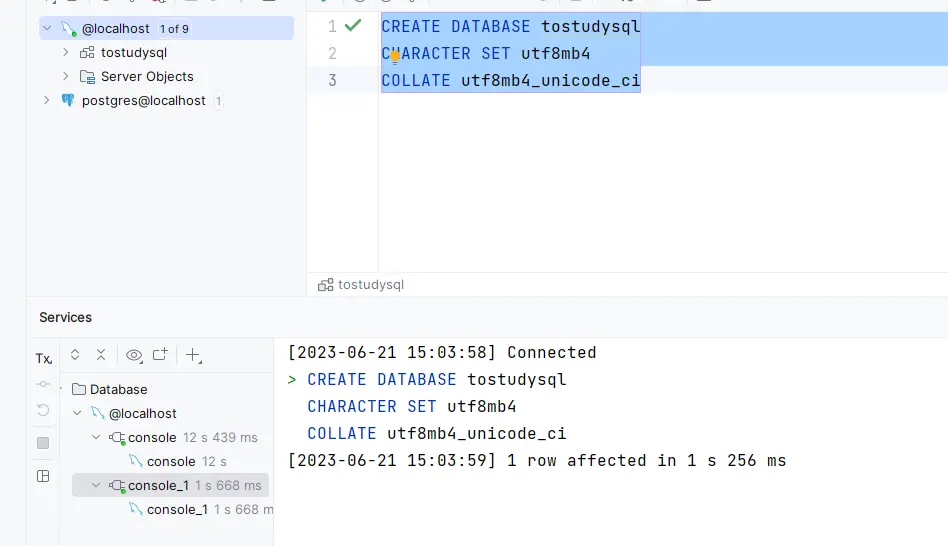 @localhost 1 of 9
tostudysql
Server Objects
postgres@localhost 1
1 CREATE DATABASE tostudysql
2 CHARACTER SET utf8mb4
3 COLLATE utf8mb4_unicode_ci
tostudysql
Services
Tx
Database
@localhost
console 12 s 439 ms
console 12 s
console_1 1 s 668 ms
console_1 1 s 668 m
[2023-06-21 15:03:58] Connected
> CREATE DATABASE tostudysql
CHARACTER SET utf8mb4
COLLATE utf8mb4_unicode_ci
[2023-06-21 15:03:59] 1 row affected in 1 s 256 ms